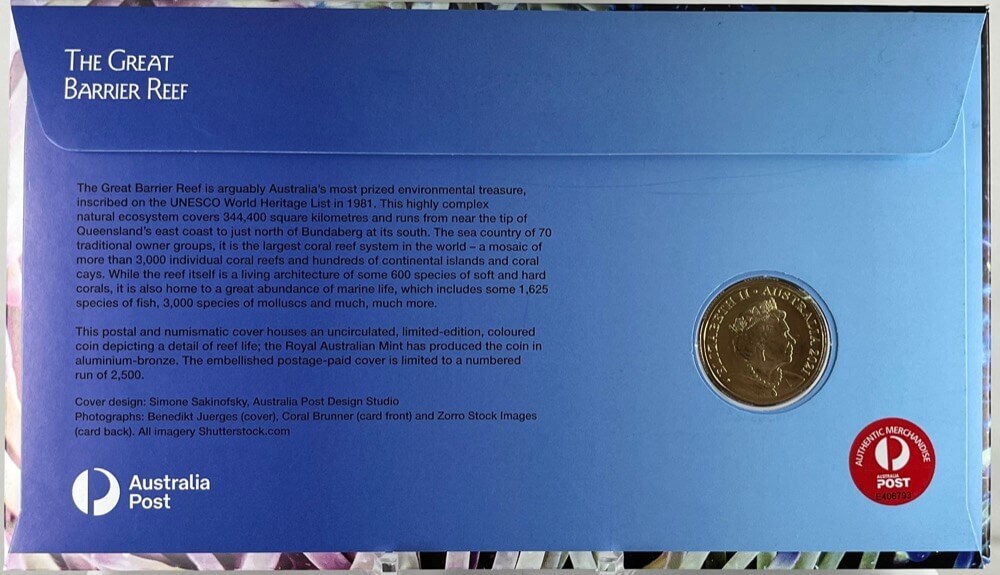 THE GREAT
BARRIER REEF
The Great Barrier Reef is arguably Australia's most prized environmental treasure,
inscribed on the UNESCO World Heritage List in 1981. This highly complex
natural ecosystem covers 344,400 square kilometres and runs from near the tip of
Queensland's east coast to just north of Bundaberg at its south. The sea country of 70
traditional owner groups, it is the largest coral reef system in the world – a mosaic of
more than 3,000 individual coral reefs and hundreds of continental islands and coral
cays. While the reef itself is a living architecture of some 600 species of soft and hard
corals, it is also home to a great abundance of marine life, which includes some 1,625
species of fish, 3,000 species of molluscs and much, much more.
This postal and numismatic cover houses an uncirculated, limited-edition, coloured
coin depicting a detail of reef life; the Royal Australian Mint has produced the coin in
aluminium-bronze. The embellished postage-paid cover is limited to a numbered
run of 2,500.
Cover design: Simone Sakinofsky, Australia Post Design Studio
Photographs: Benedikt Juerges (cover), Coral Brunner (card front) and Zorro Stock Images
(card back). All imagery Shutterstock.com
Australia
Post
ELIZABETH II • AUSTRALIA 2021
AUTHENTIC MERCHANDISE
AUSTRALIA
POST